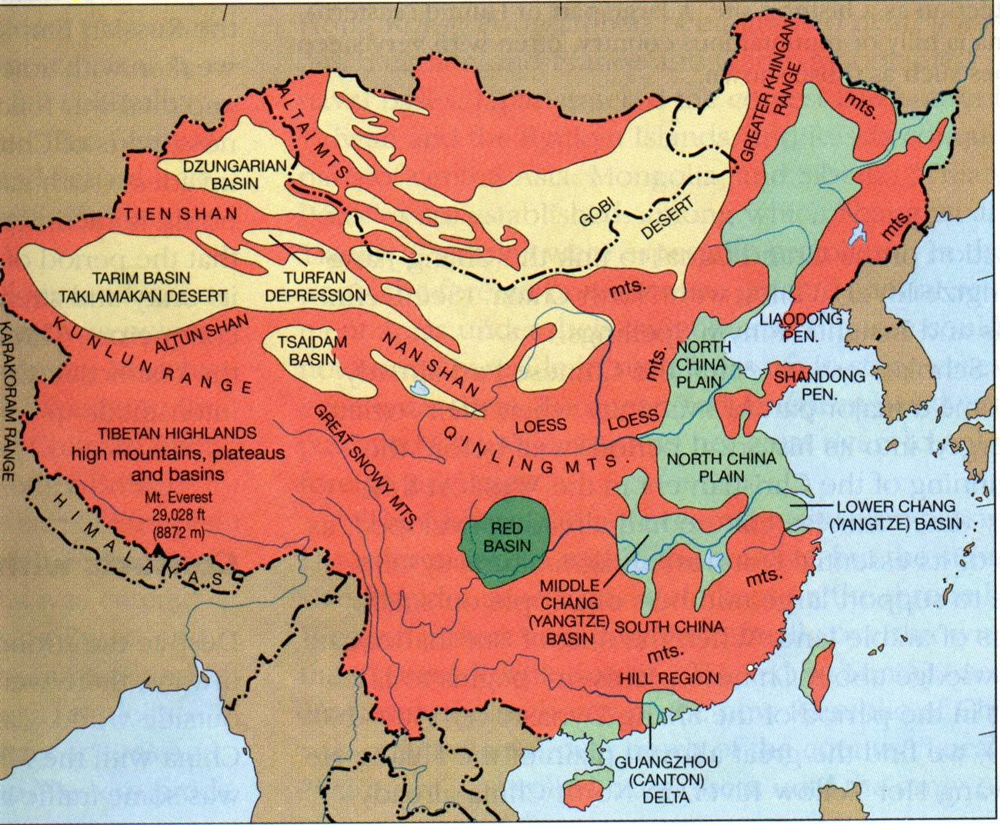 GREATER KHINGAN
RANGE
mts.
ALTAI MTS.
DZUNGARIAN
BASIN
TIEN SHAN
GOBI
DESERT
mts.
TARIM BASIN
TAKLAMAKAN DESERT
TURFAN
DEPRESSION
mts.
ALTUN SHAN
KUNLUN RANGE
KARAKORAM RANGE
TSAIDAM
BASIN
NAN SHAN
mts.
NORTH
CHINA
PLAIN
LIAODONG
PEN.
SHANDONG
PEN.
LOESS
LOESS
QINLING MTS.
GREAT SNOWY MTS.
TIBETAN HIGHLANDS
high mountains, plateaus
and basins
Mt. Everest
29,028 ft
(8872 m)
HIMALAYAS
NORTH CHINA
PLAIN
LOWER CHANG
(YANGTZE) BASIN
RED
BASIN
MIDDLE
CHANG
(YANGTZE)
BASIN
mts.
SOUTH CHINA
mts.
HILL REGION
GUANGZHOU
(CANTON)
DELTA